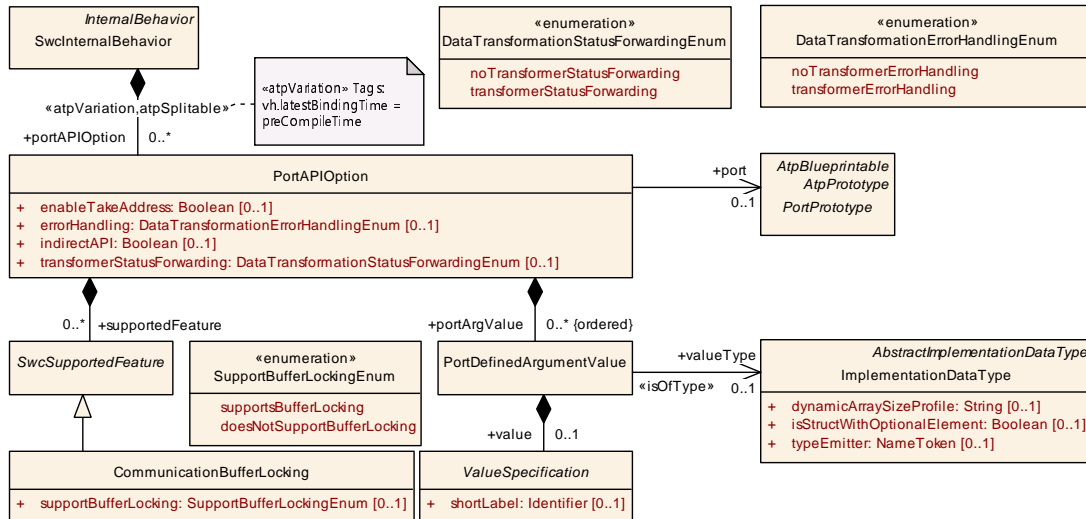 InternalBehavior
SwcInternalBehavior
«enumeration»
DataTransformationStatusForwardingEnum
noTransformerStatusForwarding
transformerStatusForwarding
«enumeration»
DataTransformationErrorHandlingEnum
noTransformerErrorHandling
transformerErrorHandling
«atpVariation» Tags:
vh.latestBindingTime =
preCompileTime
«atpVariation,atpSplitable»
+portAPIOption 0..*
PortAPIOption
+ enableTakeAddress: Boolean [0..1]
+ errorHandling: DataTransformationErrorHandlingEnum [0..1]
+ indirectAPI: Boolean [0..1]
+ transformerStatusForwarding: DataTransformationStatusForwardingEnum [0..1]
+port
0..1
AtpBlueprintable
AtpPrototype
PortPrototype
0..* +supportedFeature
+portArgValue 0..* {ordered}
SwcSupportedFeature
«enumeration»
SupportBufferLockingEnum
supportsBufferLocking
doesNotSupportBufferLocking
PortDefinedArgumentValue
+valueType
«isOfType» 0..1
AbstractImplementationDataType
ImplementationDataType
+ dynamicArraySizeProfile: String [0..1]
+ isStructWithOptionalElement: Boolean [0..1]
+ typeEmitter: NameToken [0..1]
+value 0..1
CommunicationBufferLocking
+ supportBufferLocking: SupportBufferLockingEnum [0..1]
ValueSpecification
+ shortLabel: Identifier [0..1]